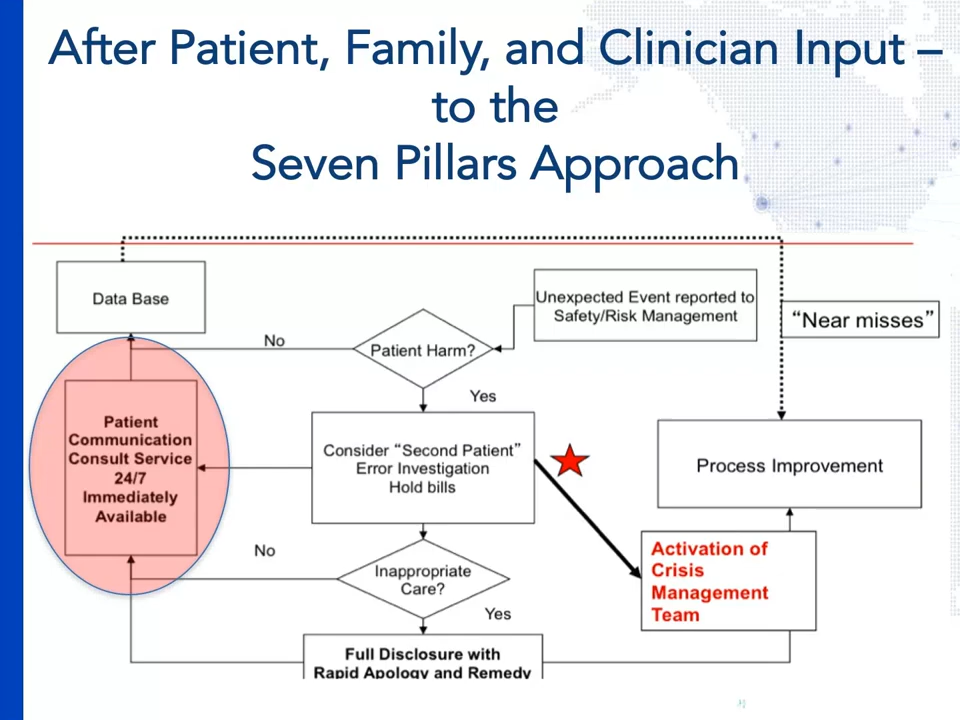 After Patient, Family, and Clinician Input –
to the
Seven Pillars Approach
Data Base
Unexpected Event reported to
Safety/Risk Management
“Near misses”
No
Patient Harm?
Yes
Patient
Communication
Consult Service
24/7
Immediately
Available
Consider “Second Patient”
Error Investigation
Hold bills
Process Improvement
No
Inappropriate
Care?
Yes
Activation of
Crisis
Management
Team
Full Disclosure with
Rapid Apology and Remedy